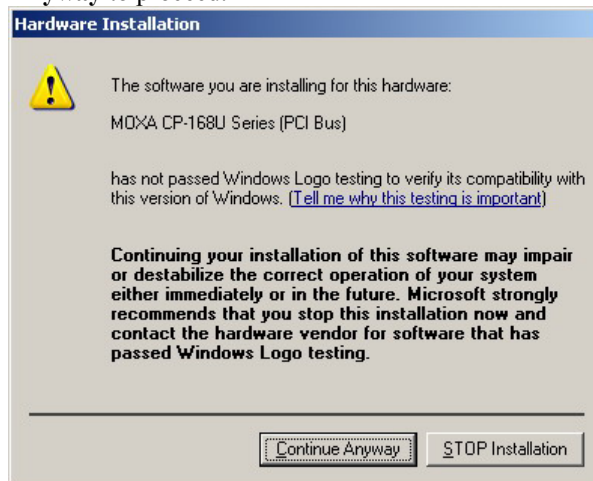 Hardware Installation
The software you are installing for this hardware:
MOXA CP-168U Series (PCI Bus)
has not passed Windows Logo testing to verify its compatibility with
this version of Windows. (Tell me why this testing is important)
Continuing your installation of this software may impair
or destabilize the correct operation of your system
either immediately or in the future. Microsoft strongly
recommends that you stop this installation now and
contact the hardware vendor for software that has
passed Windows Logo testing.
Continue Anyway
STOP Installation